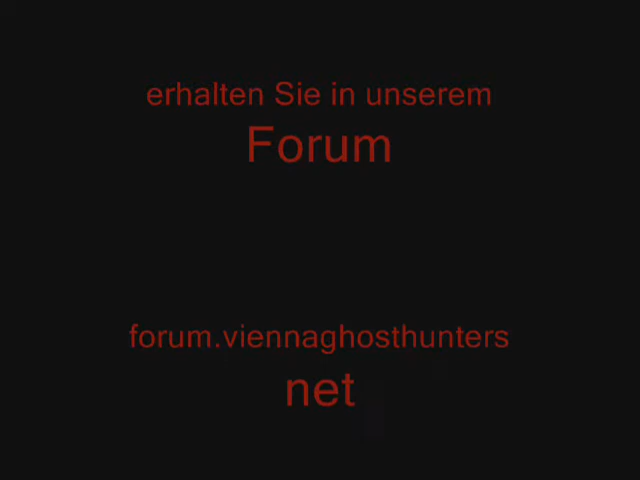 erhalten Sie in unserem
Forum
forum.viennaghosthunters
net